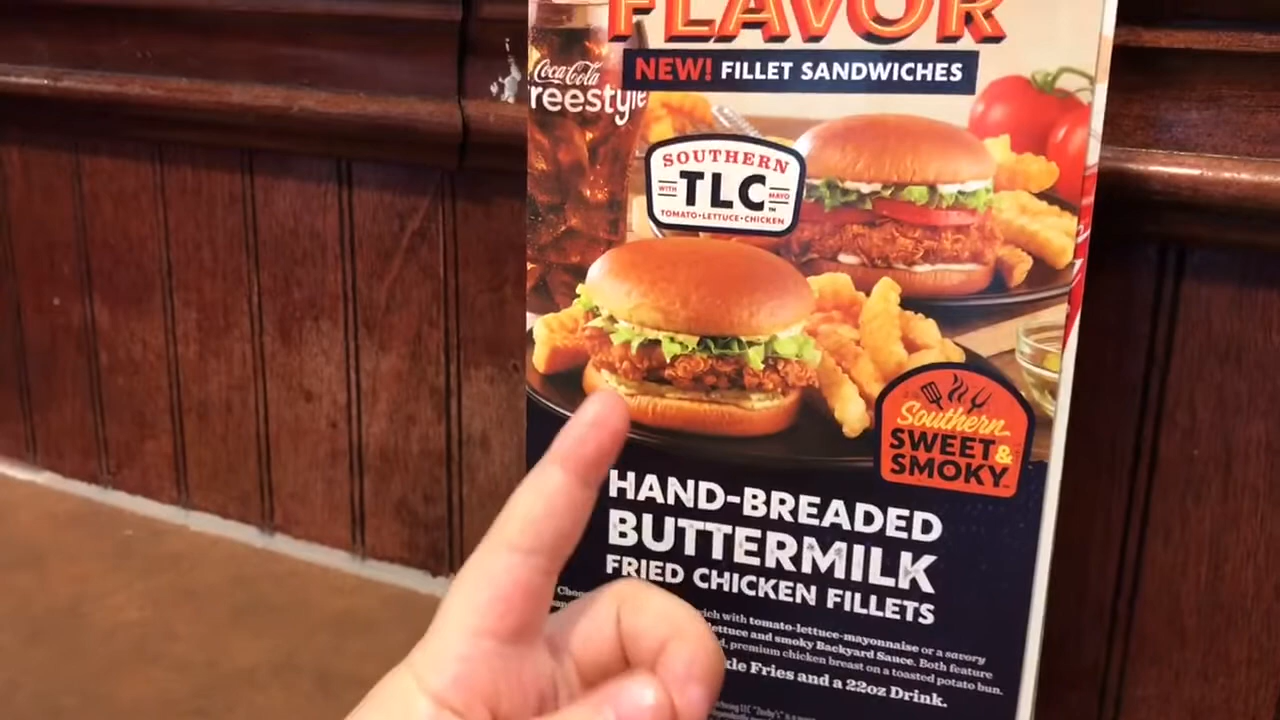 FLAVOR
NEW! FILLET SANDWICHES
Coca-Cola
freestyle
SOUTHERN
WITH TLC MAYO
TOMATO•LETTUCE•CHICKEN
Southern
SWEET &
SMOKY
HAND-BREADED
BUTTERMILK
FRIED CHICKEN FILLETS
with tomato-lettuce-mayonnaise or a savory
lettuce and smoky Backyard Sauce. Both feature
premium chicken breast on a toasted potato bun.
Fries and a 22oz Drink.